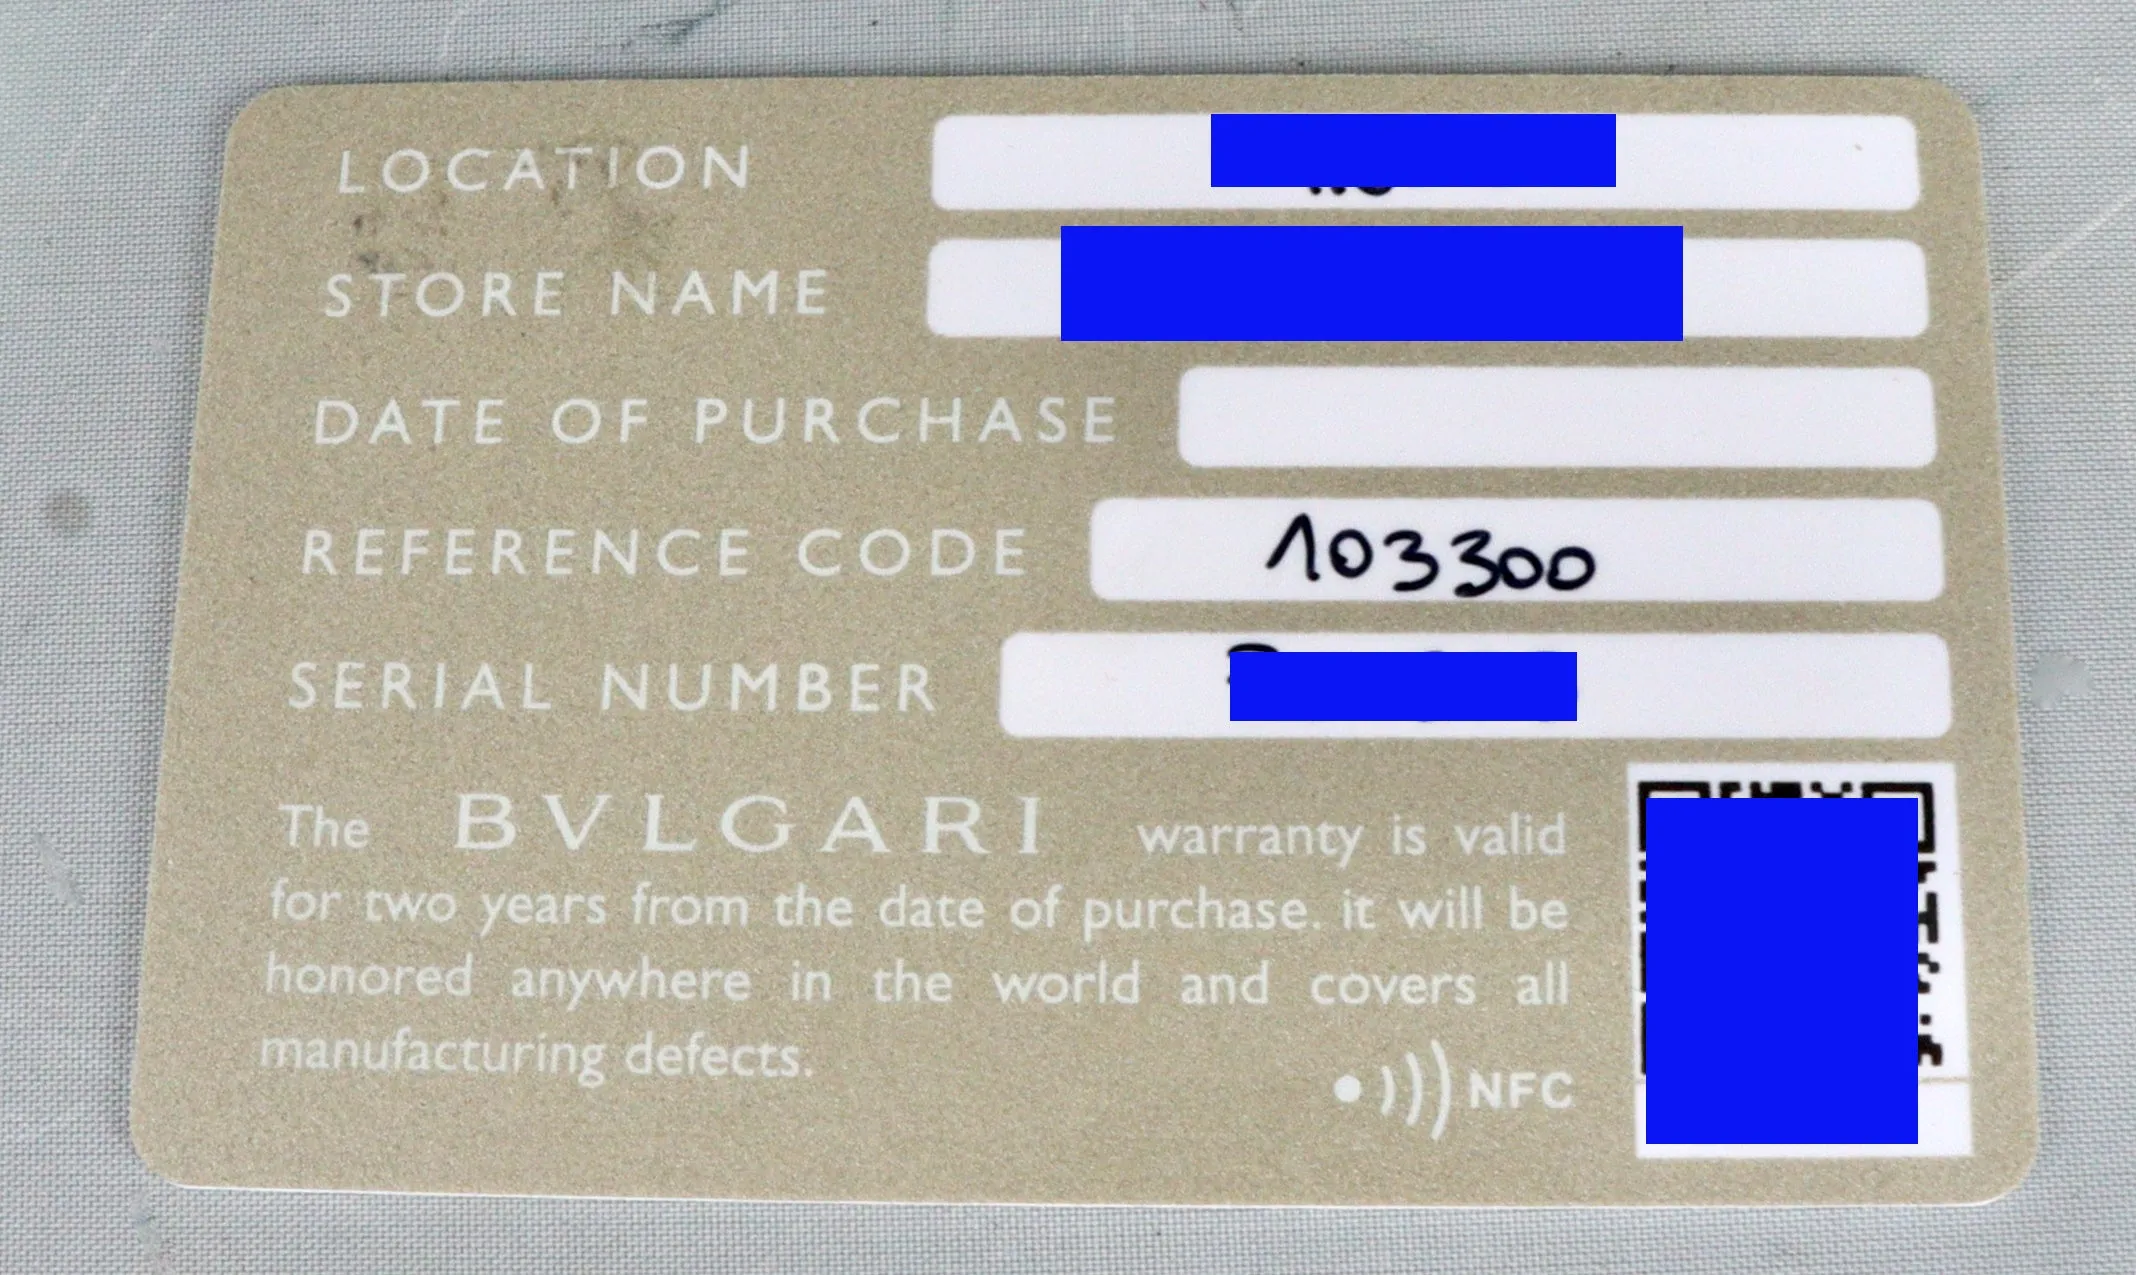 LOCATION
STORE NAME
DATE OF PURCHASE
REFERENCE CODE 103300
SERIAL NUMBER
The BVLGARI warranty is valid
for two years from the date of purchase. it will be
honored anywhere in the world and covers all
manufacturing defects.
NFC